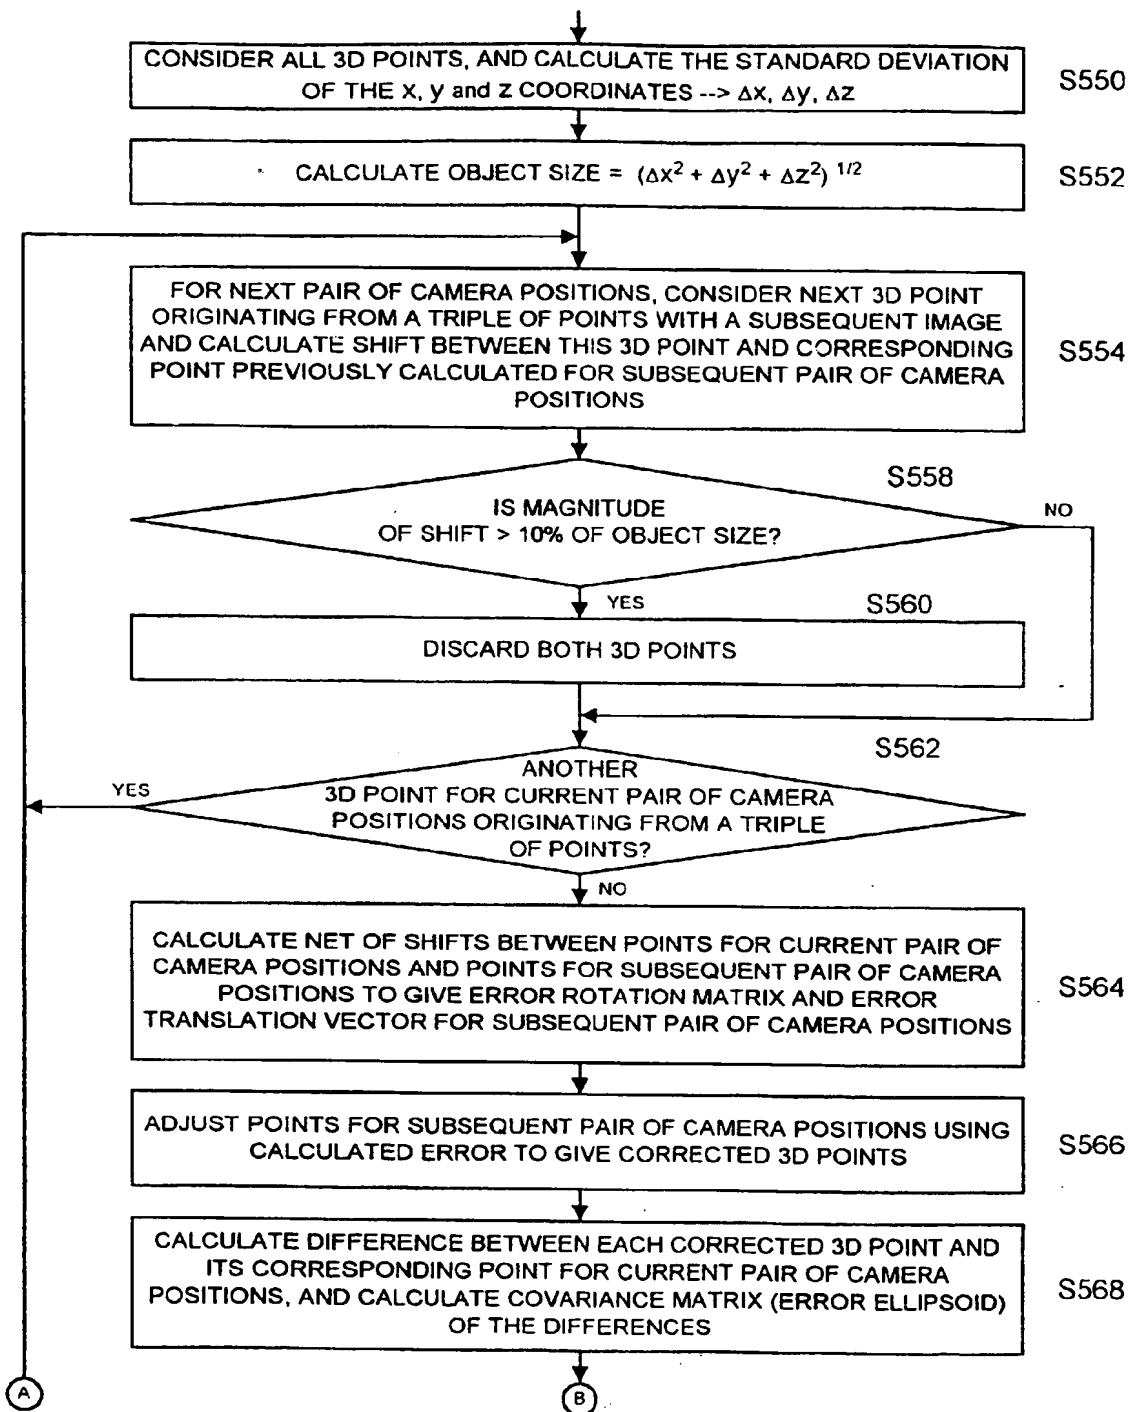 CONSIDER ALL 3D POINTS, AND CALCULATE THE STANDARD DEVIATION
OF THE x, y and z COORDINATES --> Δx, Δy, Δz
S550
CALCULATE OBJECT SIZE = (Δx² + Δy² + Δz²) 1/2
S552
FOR NEXT PAIR OF CAMERA POSITIONS, CONSIDER NEXT 3D POINT
ORIGINATING FROM A TRIPLE OF POINTS WITH A SUBSEQUENT IMAGE
AND CALCULATE SHIFT BETWEEN THIS 3D POINT AND CORRESPONDING
POINT PREVIOUSLY CALCULATED FOR SUBSEQUENT PAIR OF CAMERA
POSITIONS
S554
S558
IS MAGNITUDE
OF SHIFT > 10% OF OBJECT SIZE?
NO
YES
S560
DISCARD BOTH 3D POINTS
S562
ANOTHER
3D POINT FOR CURRENT PAIR OF CAMERA
POSITIONS ORIGINATING FROM A TRIPLE
OF POINTS?
YES
NO
CALCULATE NET OF SHIFTS BETWEEN POINTS FOR CURRENT PAIR OF
CAMERA POSITIONS AND POINTS FOR SUBSEQUENT PAIR OF CAMERA
POSITIONS TO GIVE ERROR ROTATION MATRIX AND ERROR
TRANSLATION VECTOR FOR SUBSEQUENT PAIR OF CAMERA POSITIONS
S564
ADJUST POINTS FOR SUBSEQUENT PAIR OF CAMERA POSITIONS USING
CALCULATED ERROR TO GIVE CORRECTED 3D POINTS
S566
CALCULATE DIFFERENCE BETWEEN EACH CORRECTED 3D POINT AND
ITS CORRESPONDING POINT FOR CURRENT PAIR OF CAMERA
POSITIONS, AND CALCULATE COVARIANCE MATRIX (ERROR ELLIPSOID)
OF THE DIFFERENCES
S568
A
B